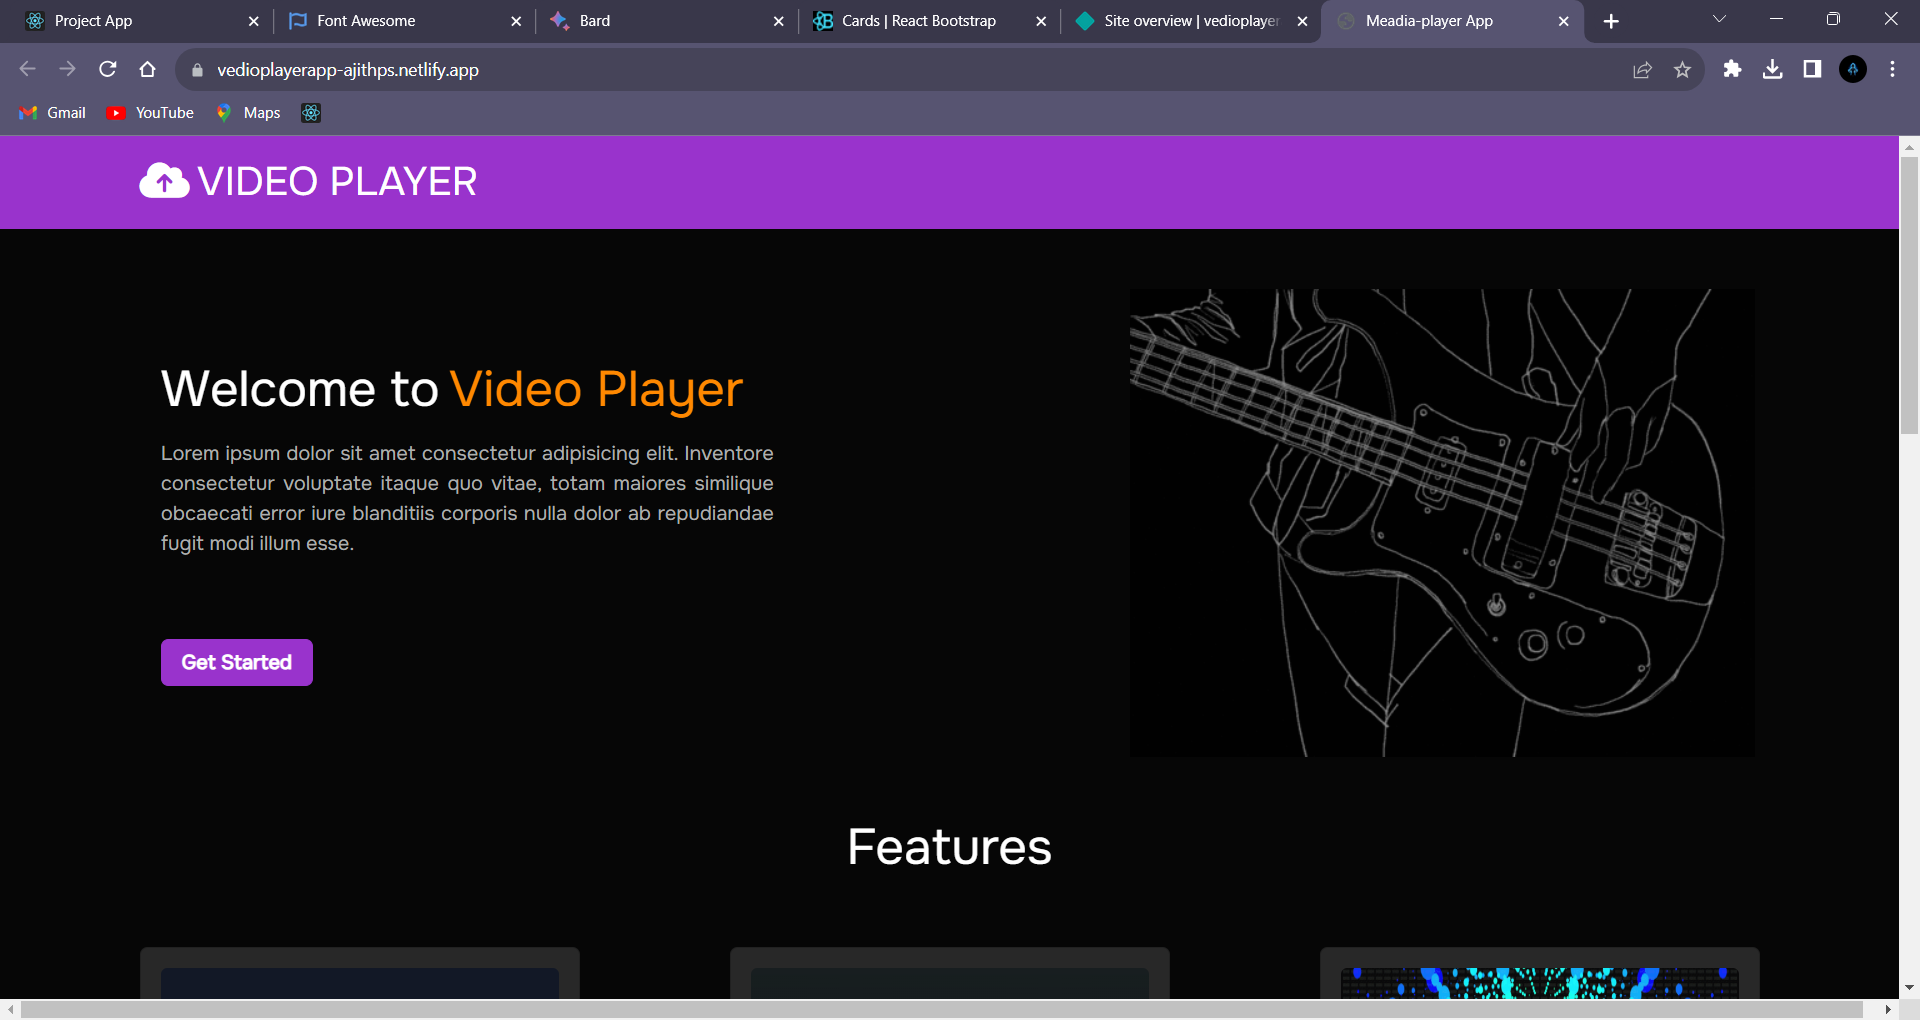 Project App
Font Awesome
Bard
Cards | React Bootstrap
Site overview | vedioplayer
Meadia-player App
vedioplayerapp-ajithps.netlify.app
Gmail
YouTube
Maps
VIDEO PLAYER
Welcome to Video Player
Lorem ipsum dolor sit amet consectetur adipisicing elit. Inventore
consectetur voluptate itaque quo vitae, totam maiores similique
obcaecati error iure blanditiis corporis nulla dolor ab repudiandae
fugit modi illum esse.
Get Started
Features